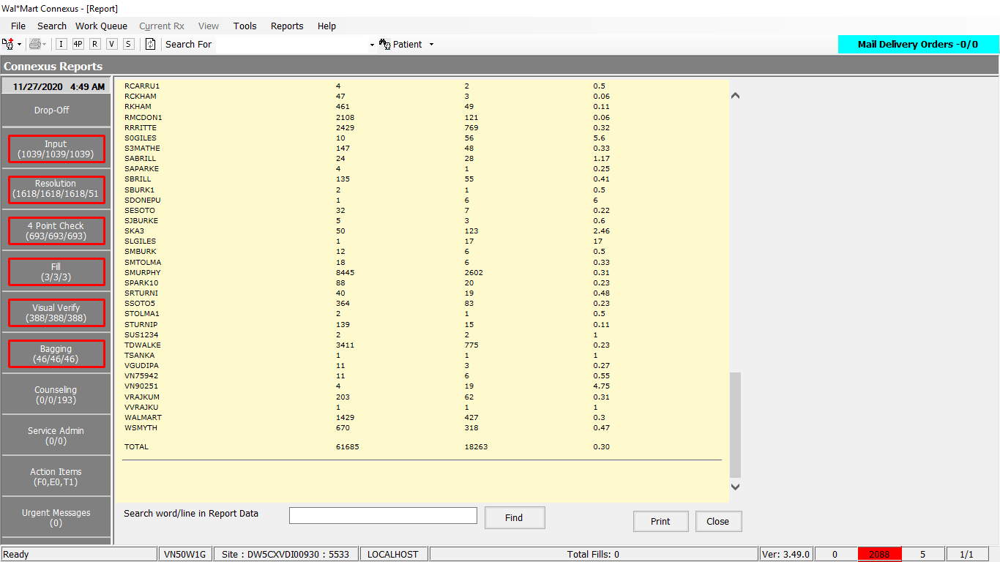 Wal*Mart Connexus - [Report]
File Search Work Queue Current Rx View Tools Reports Help
I 4P R V S Search For Patient
Mail Delivery Orders -0/0
Connexus Reports
11/27/2020 4:49 AM
Drop-Off
Input
(1039/1039/1039)
Resolution
(1618/1618/1618/51
4 Point Check
(693/693/693)
Fill
(3/3/3)
Visual Verify
(388/388/388)
Bagging
(46/46/46)
Counseling
(0/0/193)
Service Admin
(0/0)
Action Items
(F0,E0,T1)
Urgent Messages
(0)
RCARRU1 4 2 0.5
RCKHAM 47 3 0.06
RKHAM 461 49 0.11
RMCDON1 2108 121 0.06
RRRITTE 2429 769 0.32
S0GILES 10 56 5.6
S3MATHE 147 48 0.33
SABRILL 24 28 1.17
SAPARKE 4 1 0.25
SBRILL 135 55 0.41
SBURK1 2 1 0.5
SDONEPU 1 6 6
SESOTO 32 7 0.22
SJBURKE 5 3 0.6
SKA3 50 123 2.46
SLGILES 1 17 17
SMBURK 12 6 0.5
SMTOLMA 18 6 0.33
SMURPHY 8445 2602 0.31
SPARK10 88 20 0.23
SRTURNI 40 19 0.48
SSOTO5 364 83 0.23
STOLMA1 2 1 0.5
STURNIP 139 15 0.11
SUS1234 2 2 1
TDWALKE 3411 775 0.23
TSANKA 1 1 1
VGUDIPA 11 3 0.27
VN75942 11 6 0.55
VN90251 4 19 4.75
VRAJKUM 203 62 0.31
VVRAJKU 1 1 1
WALMART 1429 427 0.3
WSMYTH 670 318 0.47
TOTAL 61685 18263 0.30
Search word/line in Report Data Find Print Close
Ready VN50W1G Site : DW5CXVDI00930 : 5533 LOCALHOST Total Fills: 0 Ver: 3.49.0 0 2088 5 1/1